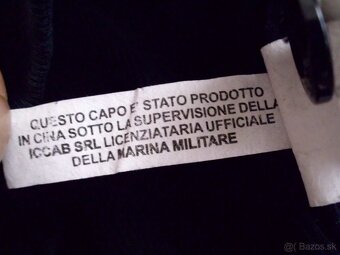 QUESTO CAPO E' STATO PRODOTTO
IN CINA SOTTO LA SUPERVISIONE DELLA
ICCAB SRL LICENZIATARIA UFFICIALE
DELLA MARINA MILITARE
Bazos.sk